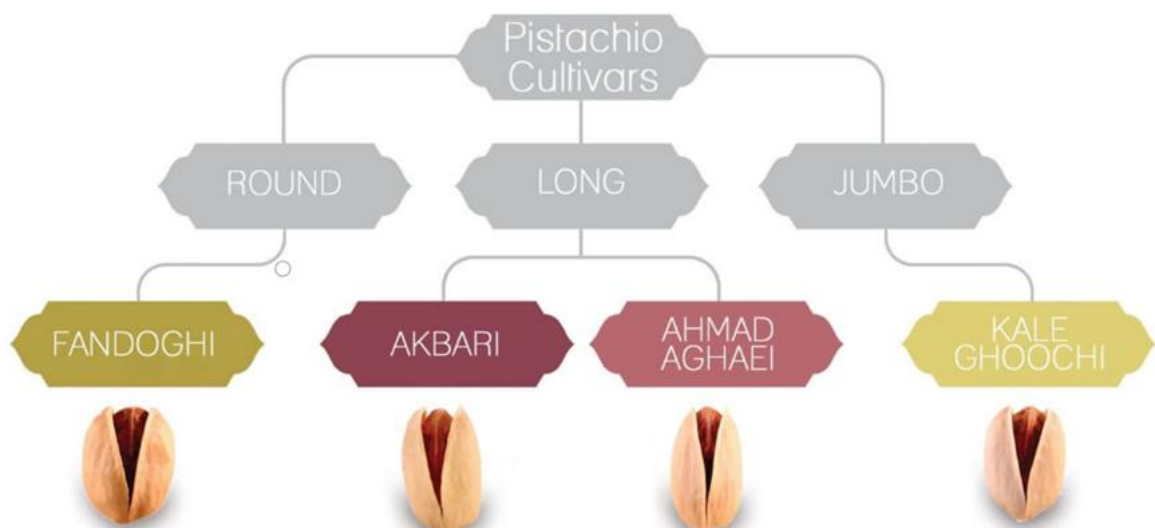 Pistachio
Cultivars
ROUND
LONG
JUMBO
FANDOGHI
AKBARI
AHMAD
AGHAEI
KALE
GHOOCHI